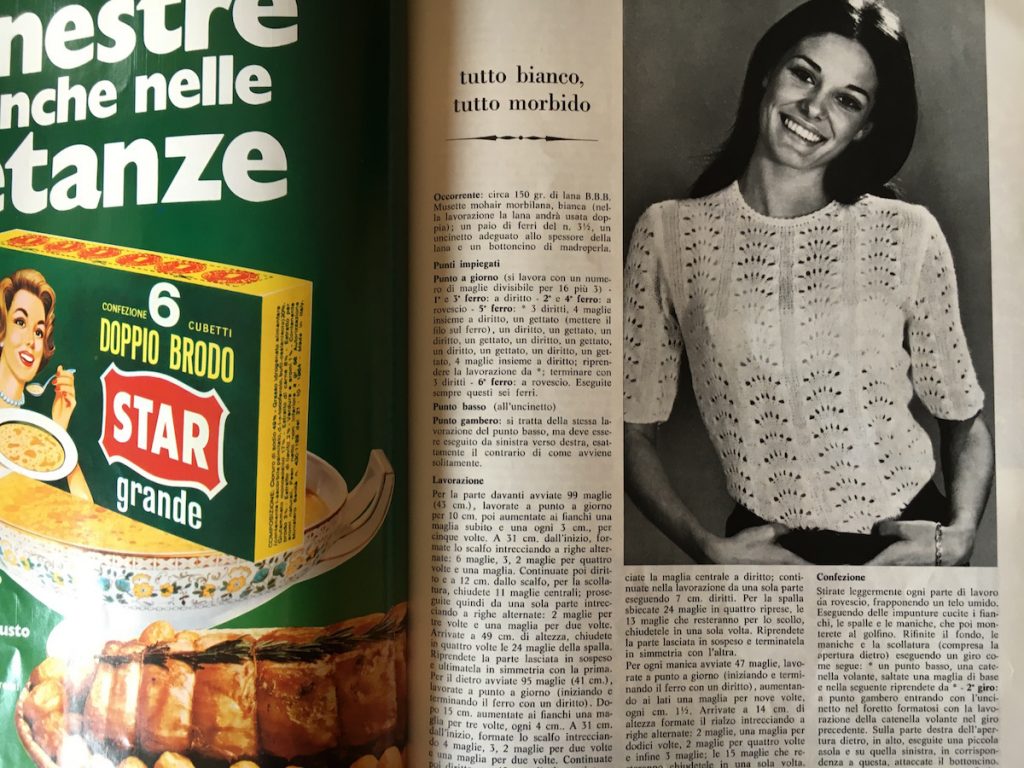 nestre
nche nelle
tanze
CONFEZIONE 6 CUBETTI
DOPPIO BRODO
STAR
grande
usto
tutto bianco,
tutto morbido
Occorrente: circa 150 gr. di lana B.B.B.
Musette mohair morbilana, bianca (nel-
la lavorazione la lana andrà usata dop-
pia); un paio di ferri del n. 3½, un
uncinetto adeguato allo spessore della
lana e un bottoncino di madreperla.
Punti impiegati
Punto a giorno (si lavora con un nume-
ro di maglie divisibile per 16 più 3) -
1º e 3º ferro: a diritto - 2º e 4º ferro: a
rovescio - 5º ferro: * 3 diritti, 4 maglie
insieme a diritto, un gettato (mettere il
filo sul ferro), un diritto, un gettato, un
diritto, un gettato, un diritto, un gettato,
un diritto, un gettato, un diritto, un get-
tato, 4 maglie insieme a diritto; ripren-
dere la lavorazione da *; terminare con
3 diritti - 6º ferro: a rovescio. Eseguite
sempre questi sei ferri.
Punto basso (all'uncinetto)
Punto gambero: si tratta della stessa la-
vorazione del punto basso, ma deve esse-
re eseguito da sinistra verso destra, esat-
tamente il contrario di come avviene
solitamente.
Lavorazione
Per la parte davanti avviate 99 maglie
(43 cm.), lavorate a punto a giorno
per 10 cm. poi aumentate ai fianchi una
maglia subito e una ogni 3 cm., per
cinque volte. A 31 cm. dall'inizio, for-
mate lo scalfo intrecciando a righe alter-
nate: 6 maglie, 3, 2 maglie per quattro
volte e una maglia. Continuate poi dirit-
to e a 12 cm. dallo scalfo, per la scolla-
tura, chiudete 11 maglie centrali; prose-
guite quindi da una sola parte intrec-
ciando a righe alternate: 2 maglie per
tre volte e una maglia per due volte.
Arrivate a 49 cm. di altezza, chiudete
in quattro volte le 24 maglie della spalla.
Riprendete la parte lasciata in sospeso
e ultimatela in simmetria con la prima.
Per il dietro avviate 95 maglie (41 cm.),
lavorate a punto a giorno (iniziando e
terminando il ferro con un diritto). Do-
po 15 cm. aumentate ai fianchi una ma-
glia per tre volte, ogni 4 cm.. A 31 cm.
dall'inizio, formate lo scalfo intreccian-
do 4 maglie, 3, 2 maglie per due volte
e una maglia per due volte. Continuate
ciate la maglia centrale a diritto; conti-
nuate nella lavorazione da una sola parte
eseguendo 7 cm. diritti. Per la spalla
sbiecate 24 maglie in quattro riprese, le
13 maglie che resteranno per lo scollo,
chiudetele in una sola volta. Riprendete
la parte lasciata in sospeso e terminatela
in simmetria con l'altra.
Per ogni manica avviate 47 maglie, lavo-
rate a punto a giorno (iniziando e termi-
nando il ferro con un diritto), aumentan-
do ai lati una maglia per nove volte,
ogni cm. 1½. Arrivate a 14 cm. di
altezza formate il rialzo intrecciando a
righe alternate: 2 maglie, una maglia per
dodici volte, 2 maglie per quattro volte
e infine 3 maglie; le 15 maglie che re-
steranno chiudetele in una sola volta.
Confezione
Stirate leggermente ogni parte di lavoro
da rovescio, frapponendo un telo umido.
Eseguendo delle impunture cucite i fian-
chi, le spalle e le maniche, che poi mon-
terete al golfino. Rifinite il fondo, le
maniche e la scollatura (compresa la
apertura dietro) eseguendo un giro co-
me segue: * un punto basso, una cate-
nella volante, saltate una maglia di base
e nella seguente riprendete da * - 2º giro:
a punto gambero entrando con l'unci-
netto nel foretto formatosi con la lavo-
razione della catenella volante nel giro
precedente. Sulla parte destra dell'aper-
tura dietro, in alto, eseguite una piccola
asola e su quella sinistra, in corrispon-
denza a questa, attaccate il bottoncino.